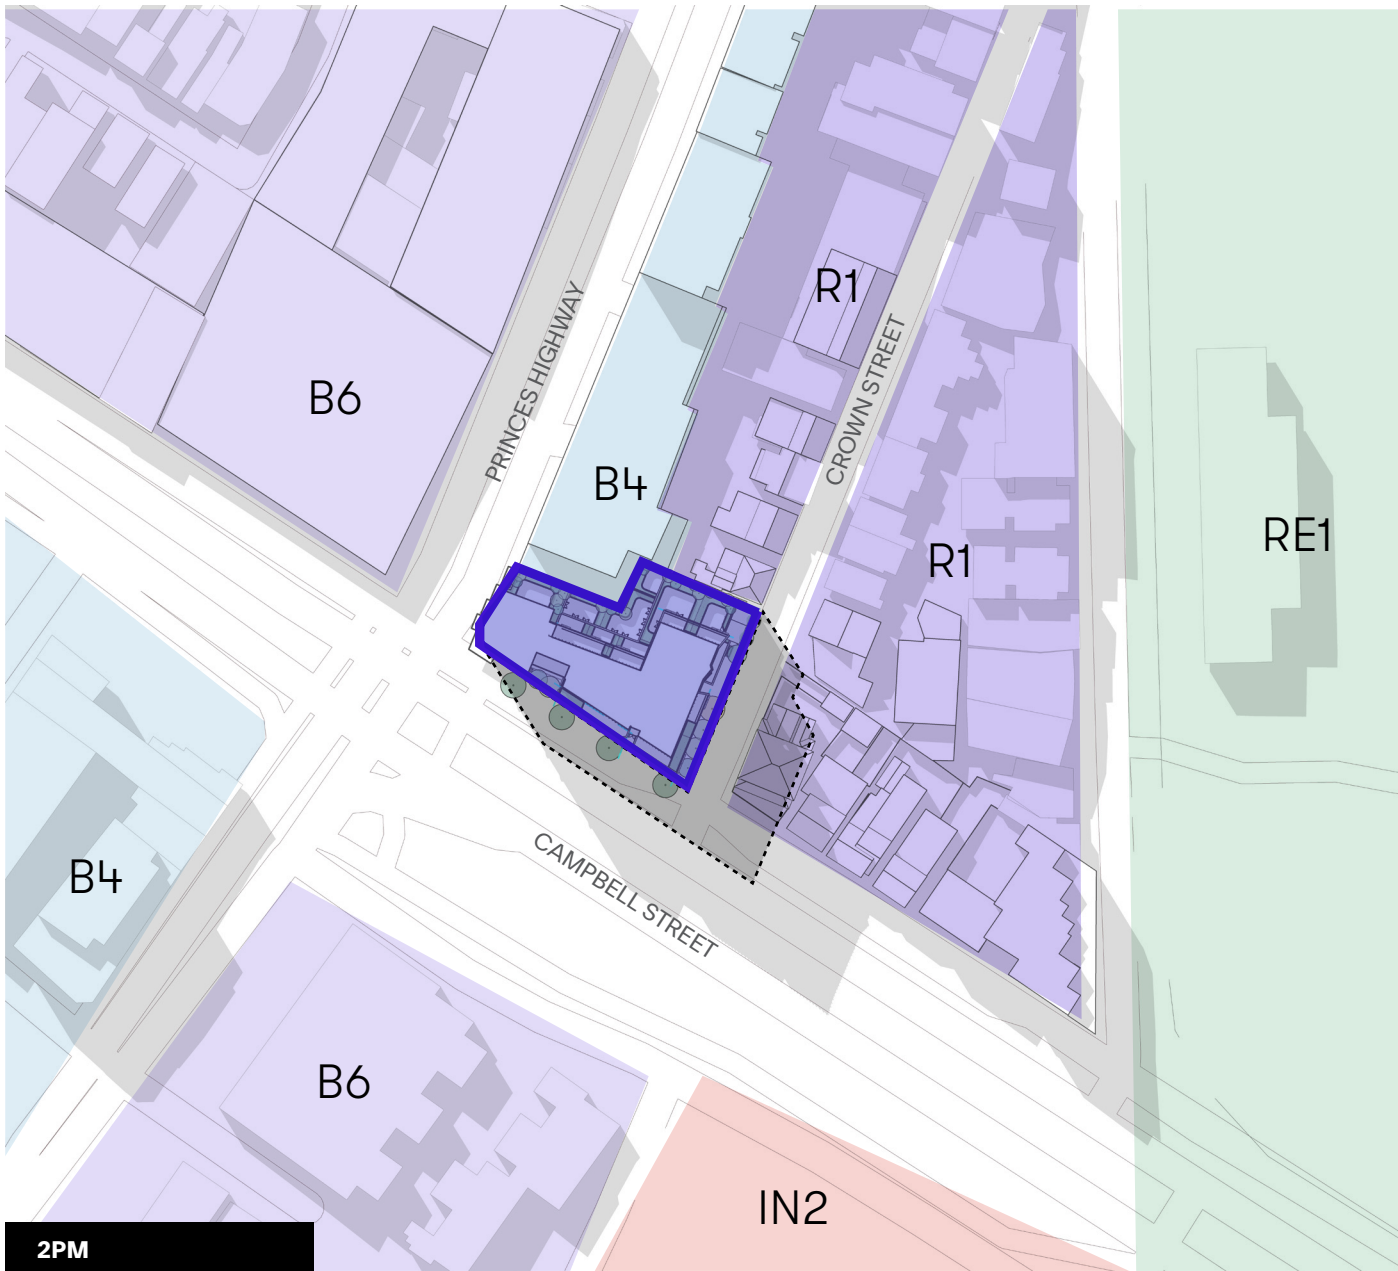 R1
PRINCES HIGHWAY
B6
CROWN STREET
B4
RE1
R1
CAMPBELL STREET
B4
B6
IN2
2PM